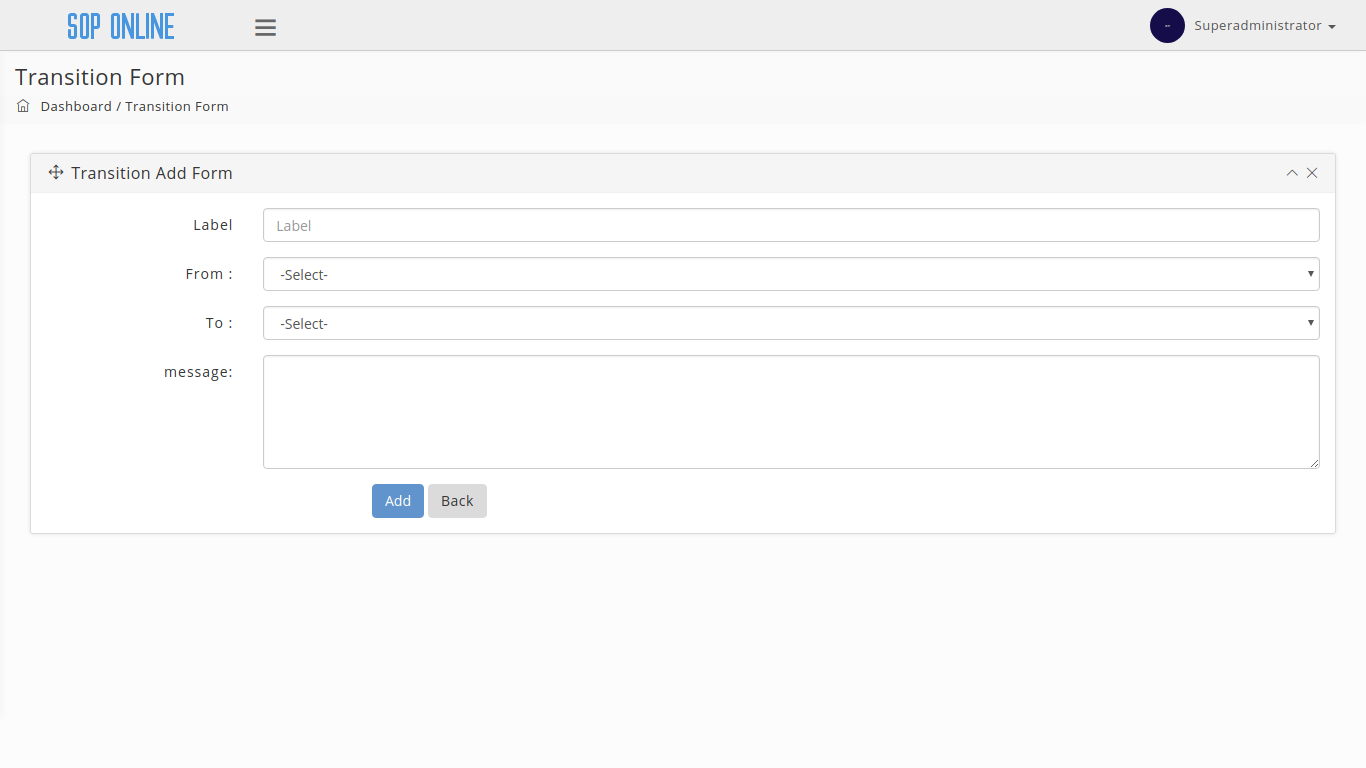 SOP ONLINE
Superadministrator
Transition Form
Dashboard / Transition Form
Transition Add Form
Label
Label
From :
-Select-
To :
-Select-
message:
Add Back